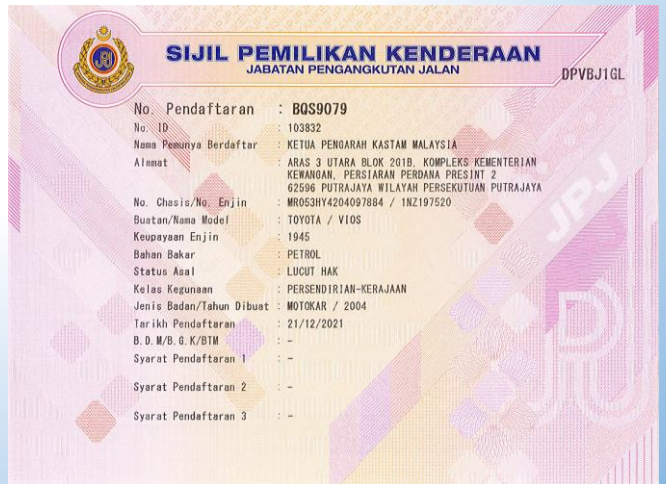 SIJIL PEMILIKAN KENDERAAN
JABATAN PENGANGKUTAN JALAN
DPVBJ1GL
No. Pendaftaran : BQS9079
No. ID : 103832
Nama Pemunya Berdaftar : KETUA PENGARAH KASTAM MALAYSIA
Alamat : ARAS 3 UTARA BLOK 2G1B, KOMPLEKS KEMENTERIAN
KEWANGAN, PERSIARAN PERDANA PRESINT 2
62596 PUTRAJAYA WILAYAH PERSEKUTUAN PUTRAJAYA
No. Chasis/No. Enjin : MR053HY4204097884 / 1NZ197520
Buatan/Nama Model : TOYOTA / VIOS
Keupayaan Enjin : 1945
Bahan Bakar : PETROL
Status Asal : LUCUT HAK
Kelas Kegunaan : PERSENDIRIAN-KERAJAAN
Jenis Badan/Tahun Dibuat : MOTOKAR / 2004
Tarikh Pendaftaran : 21/12/2021
B.D.M/B.G.K/BTM : -
Syarat Pendaftaran 1 : -
Syarat Pendaftaran 2 : -
Syarat Pendaftaran 3 : -
JPJ